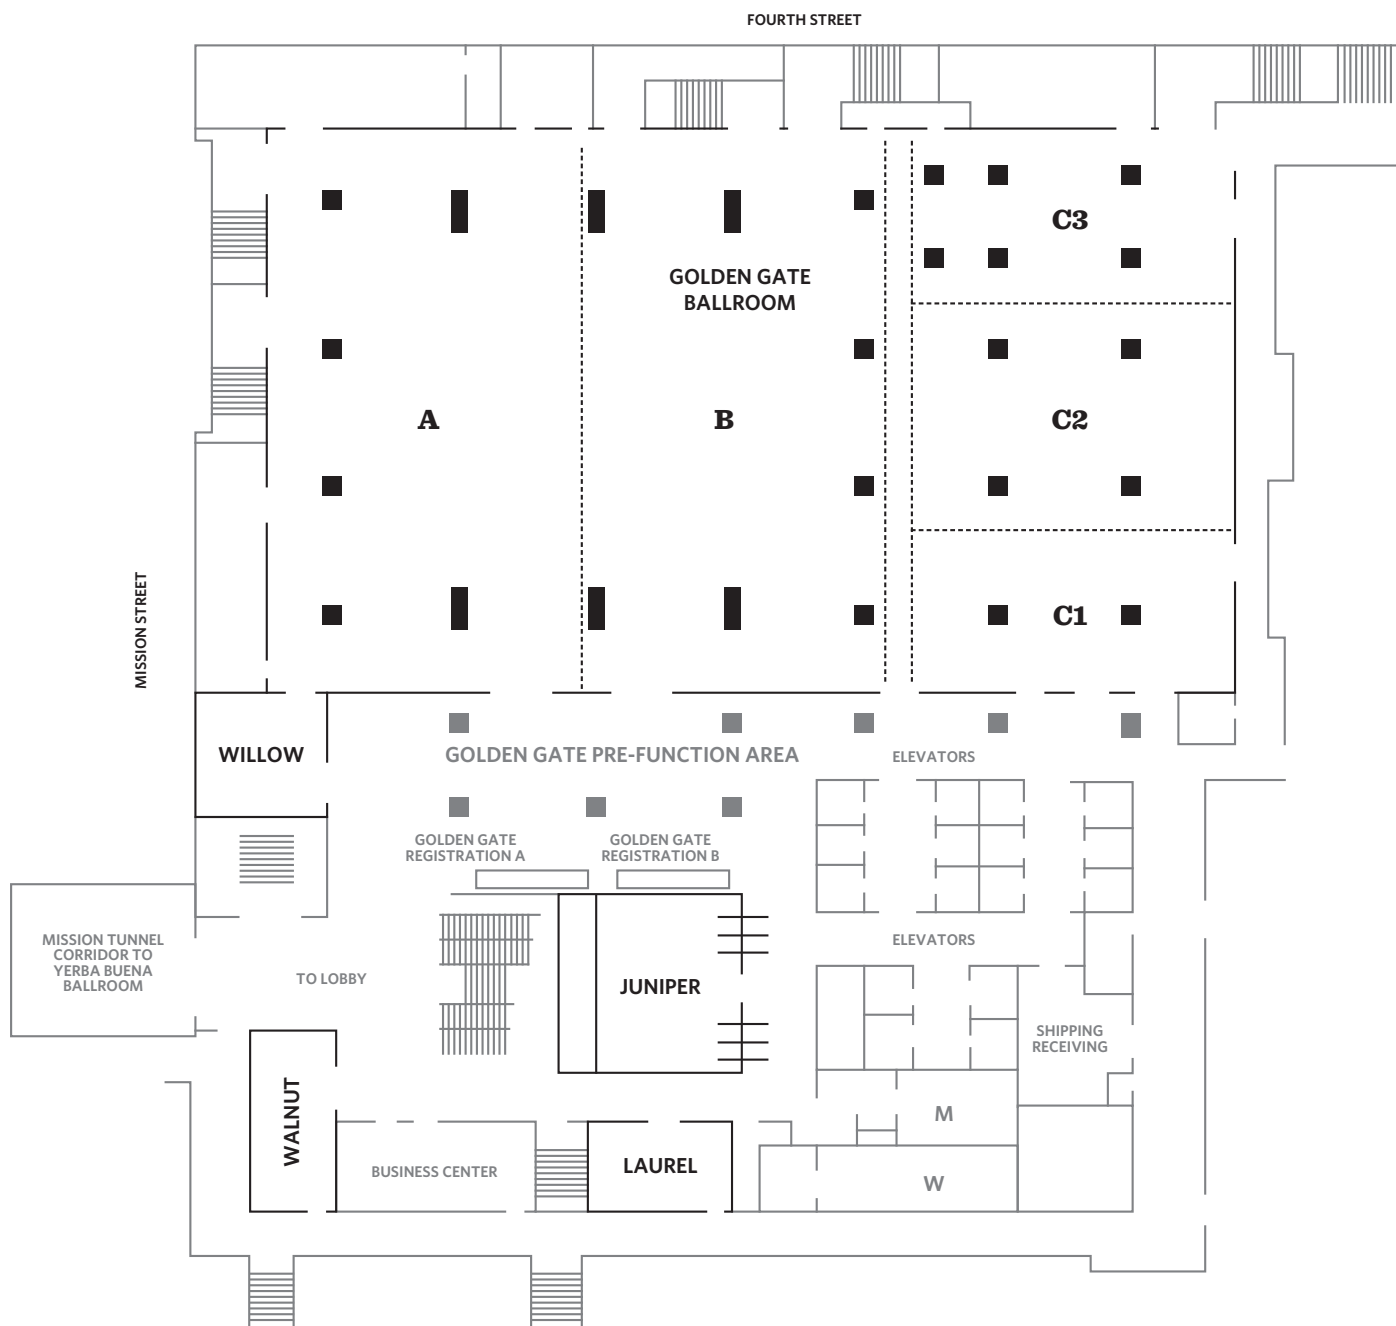 FOURTH STREET
C3
GOLDEN GATE
BALLROOM
A
B
C2
MISSION STREET
C1
WILLOW
GOLDEN GATE PRE-FUNCTION AREA
ELEVATORS
GOLDEN GATE
REGISTRATION A
GOLDEN GATE
REGISTRATION B
MISSION TUNNEL
CORRIDOR TO
YERBA BUENA
BALLROOM
TO LOBBY
ELEVATORS
JUNIPER
SHIPPING
RECEIVING
WALNUT
M
BUSINESS CENTER
LAUREL
W